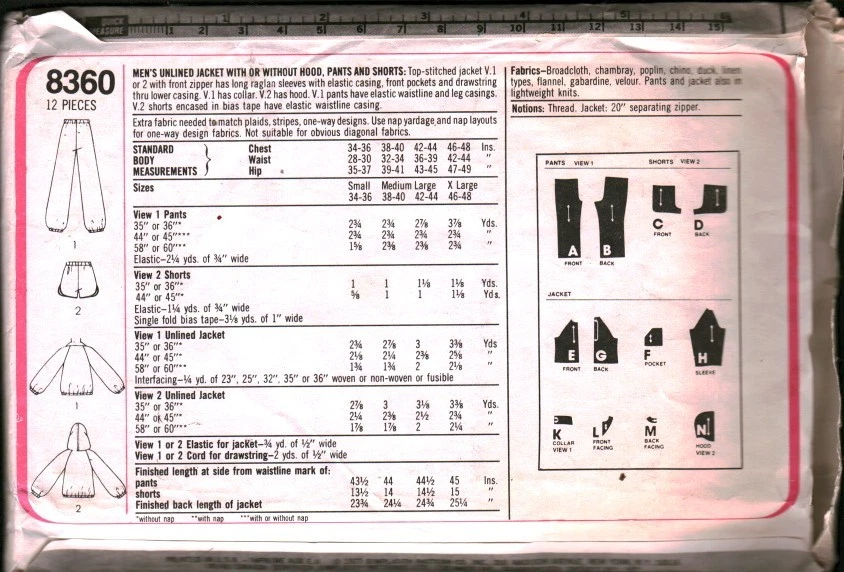 QUICK
MEASURE
1 2 3 4 5 6
1 2 3 4 5 6 7 8 9 10 11 12 13 14 15
8360
12 PIECES
1
2
1
2
MEN'S UNLINED JACKET WITH OR WITHOUT HOOD, PANTS AND SHORTS: Top-stitched jacket V.1
or 2 with front zipper has long raglan sleeves with elastic casing, front pockets and drawstring
thru lower casing. V.1 has collar. V.2 has hood. V.1 pants have elastic waistline and leg casings.
V.2 shorts encased in bias tape have elastic waistline casing.
Extra fabric needed to match plaids, stripes, one-way designs. Use nap yardage and nap layouts
for one-way design fabrics. Not suitable for obvious diagonal fabrics.
STANDARD Chest 34-36 38-40 42-44 46-48 Ins.
BODY Waist 28-30 32-34 36-39 42-44 "
MEASUREMENTS Hip 35-37 39-41 43-45 47-49 "
Sizes Small Medium Large X Large
34-36 38-40 42-44 46-48
View 1 Pants
35" or 36"* 2¾ 2¾ 2⅞ 3⅞ Yds.
44" or 45"*** 2¾ 2¾ 2¾ 2¾ "
58" or 60"** 1⅝ 2⅜ 2⅜ 2¾ "
Elastic–2¼ yds. of ¾" wide
View 2 Shorts
35" or 36"* 1 1 1⅛ 1⅛ Yds.
44" or 45"* ⅝ 1 1 1⅛ Yds.
Elastic–1¼ yds. of ¾" wide
Single fold bias tape–3⅛ yds. of 1" wide
View 1 Unlined Jacket
35" or 36"* 2¾ 2⅞ 3 3⅜ Yds.
44" or 45"* 2⅛ 2¼ 2⅜ 2⅝ "
58" or 60"** 1¾ 1¾ 2 2⅛ "
Interfacing–¼ yd. of 23", 25", 32", 35" or 36" woven or non-woven or fusible
View 2 Unlined Jacket
35" or 36"* 2⅞ 3 3⅛ 3⅜ Yds.
44" or 45"* 2¼ 2⅜ 2½ 2¾ "
58" or 60"** 1⅞ 1⅞ 2 2¼ "
View 1 or 2 Elastic for jacket–¾ yd. of ½" wide
View 1 or 2 Cord for drawstring–2 yds. of ½" wide
Finished length at side from waistline mark of:
pants 43½ 44 44½ 45 Ins.
shorts 13½ 14 14½ 15 "
Finished back length of jacket 23¾ 24¼ 24¾ 25¼ "
*without nap **with nap ***with or without nap
Fabrics–Broadcloth, chambray, poplin, chino, duck, linen
types, flannel, gabardine, velour. Pants and jacket also in
lightweight knits.
Notions: Thread. Jacket: 20" separating zipper.
PANTS VIEW 1 SHORTS VIEW 2
A B C D
FRONT BACK FRONT BACK
JACKET
E G F H
FRONT BACK POCKET SLEEVE
K L M N
COLLAR VIEW 1 FRONT FACING BACK FACING HOOD VIEW 2